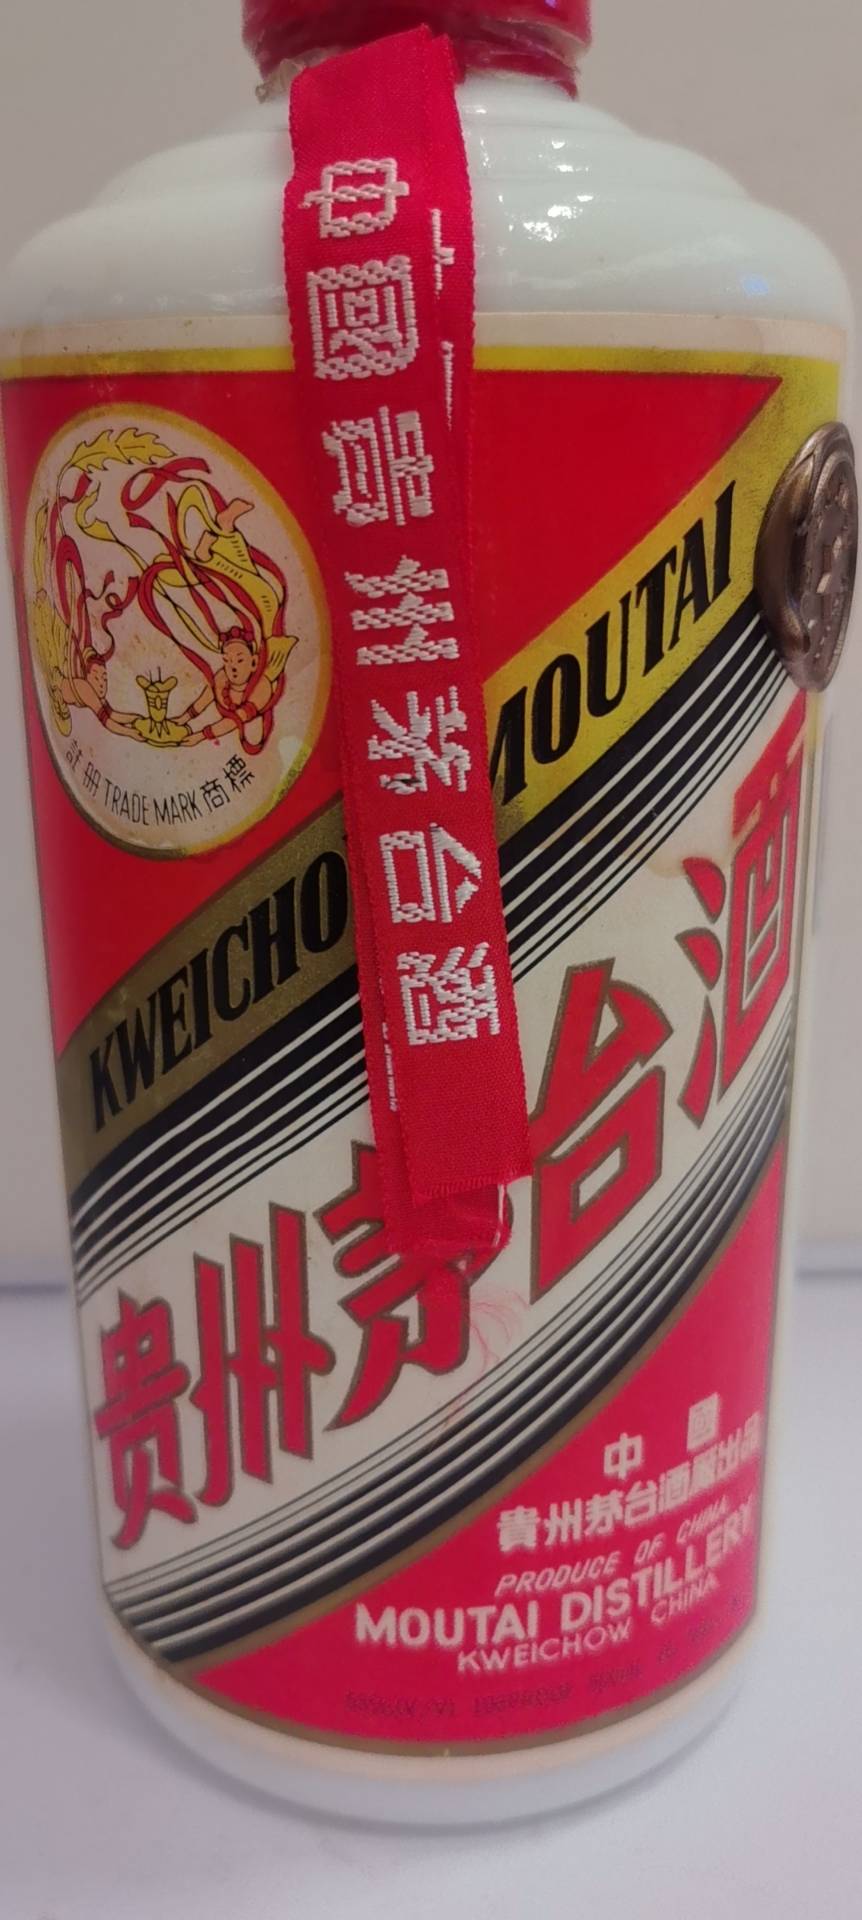 中國貴州茅台酒
註冊 TRADE MARK 商標
KWEICHO MOUTAI
贵州茅台酒
中國
貴州茅台酒廠出品
PRODUCE OF CHINA
MOUTAI DISTILLERY
KWEICHOW CHINA